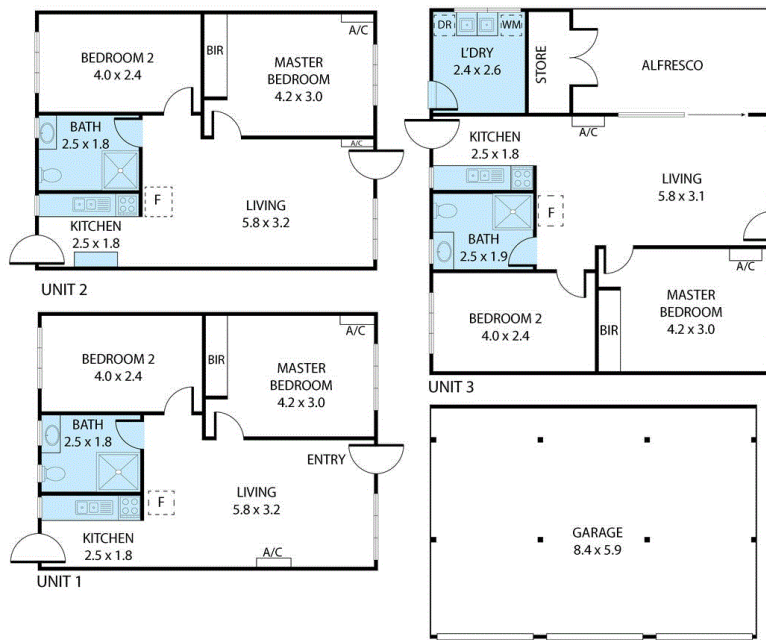 BEDROOM 2
4.0 x 2.4
BIR
MASTER
BEDROOM
4.2 x 3.0
A/C
BATH
2.5 x 1.8
A/C
F
LIVING
5.8 x 3.2
KITCHEN
2.5 x 1.8
UNIT 2
DR
WM
L'DRY
2.4 x 2.6
STORE
ALFRESCO
KITCHEN
2.5 x 1.8
A/C
LIVING
5.8 x 3.1
F
BATH
2.5 x 1.9
A/C
BEDROOM 2
4.0 x 2.4
BIR
MASTER
BEDROOM
4.2 x 3.0
UNIT 3
BEDROOM 2
4.0 x 2.4
BIR
MASTER
BEDROOM
4.2 x 3.0
A/C
BATH
2.5 x 1.8
ENTRY
F
LIVING
5.8 x 3.2
KITCHEN
2.5 x 1.8
A/C
UNIT 1
GARAGE
8.4 x 5.9